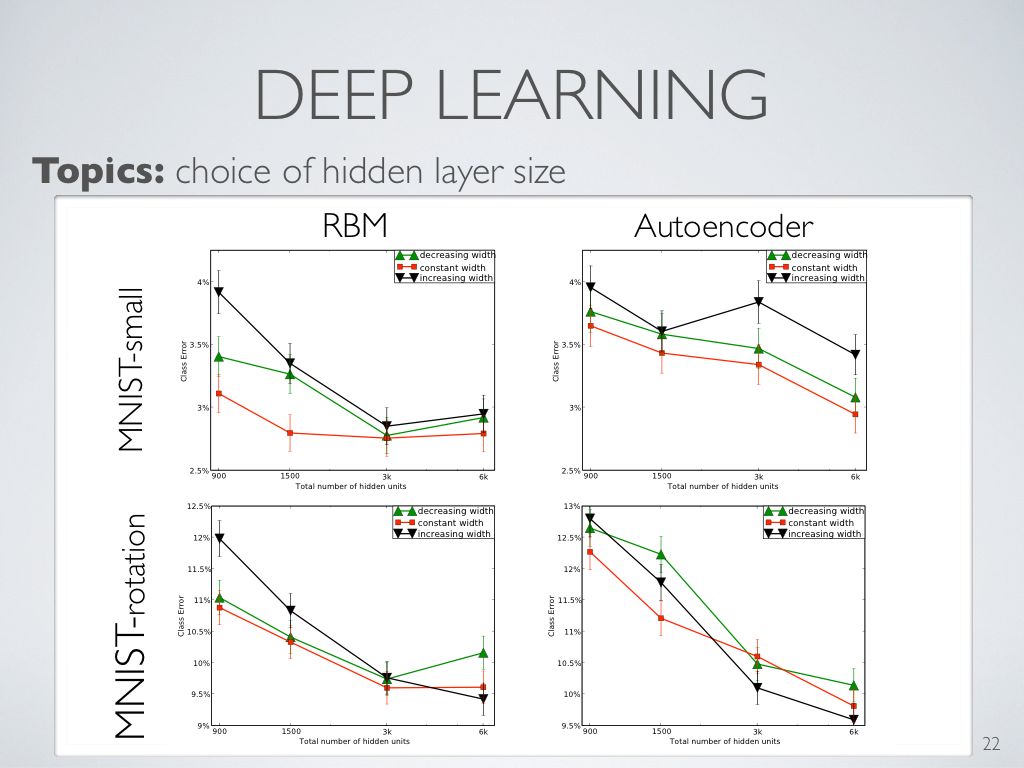 DEEP LEARNING
Topics: choice of hidden layer size
RBM
Autoencoder
MNIST-small
4%
3.5%
3%
2.5%
Class Error
decreasing width
constant width
increasing width
900 1500 3k 6k
Total number of hidden units
4%
3.5%
3%
2.5%
Class Error
decreasing width
constant width
increasing width
900 1500 3k 6k
Total number of hidden units
MNIST-rotation
12.5%
12%
11.5%
11%
10.5%
10%
9.5%
9%
Class Error
decreasing width
constant width
increasing width
900 1500 3k 6k
Total number of hidden units
13%
12.5%
12%
11.5%
11%
10.5%
10%
9.5%
Class Error
decreasing width
constant width
increasing width
900 1500 3k 6k
Total number of hidden units
22